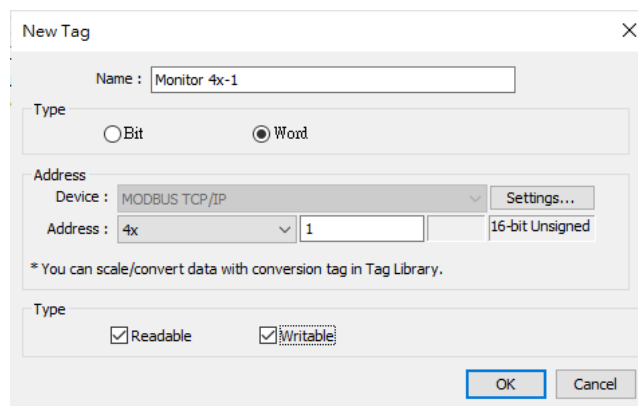 New Tag
Name : Monitor 4x-1
Type
Bit Word
Address
Device : MODBUS TCP/IP Settings...
Address : 4x 1 16-bit Unsigned
* You can scale/convert data with conversion tag in Tag Library.
Type
Readable Writable
OK Cancel